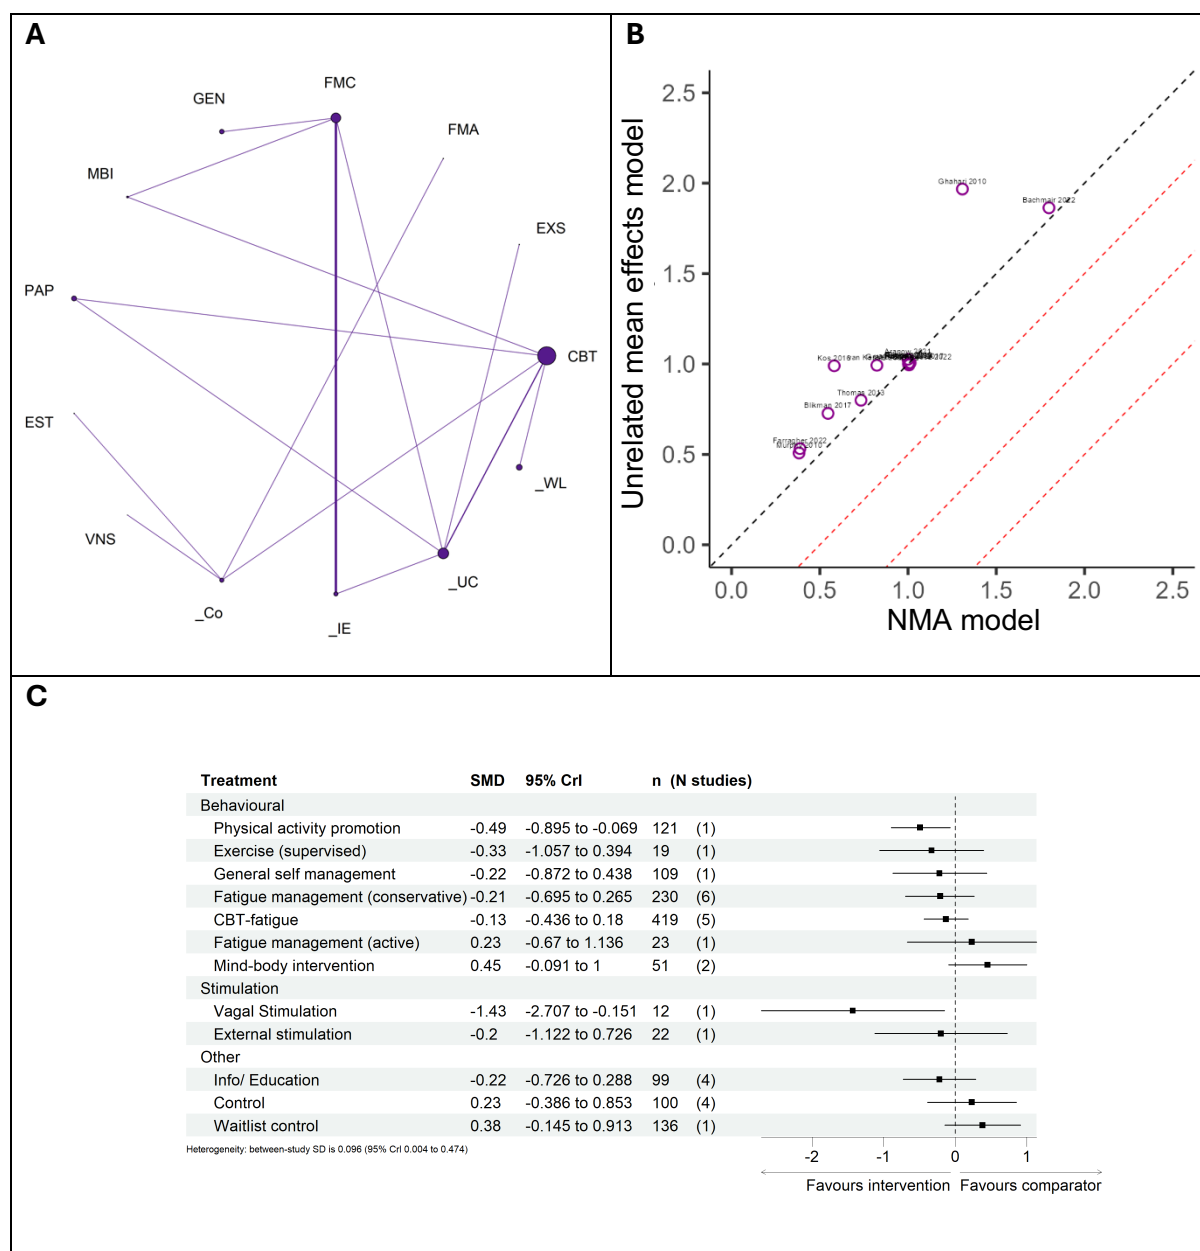 A
FMC
GEN
FMA
MBI
EXS
PAP
CBT
EST
_WL
VNS
_UC
_Co
_IE
B
Unrelated mean effects model
2.5
2.0
1.5
1.0
0.5
0.0
Ghahari 2010
Bachmair 2022
Kos 2016
Thomas 2013
Blikman 2017
Farragher 2022
0.0 0.5 1.0 1.5 2.0 2.5
NMA model
C
Treatment SMD 95% CrI n (N studies)
Behavioural
Physical activity promotion -0.49 -0.895 to -0.069 121 (1)
Exercise (supervised) -0.33 -1.057 to 0.394 19 (1)
General self management -0.22 -0.872 to 0.438 109 (1)
Fatigue management (conservative) -0.21 -0.695 to 0.265 230 (6)
CBT-fatigue -0.13 -0.436 to 0.18 419 (5)
Fatigue management (active) 0.23 -0.67 to 1.136 23 (1)
Mind-body intervention 0.45 -0.091 to 1 51 (2)
Stimulation
Vagal Stimulation -1.43 -2.707 to -0.151 12 (1)
External stimulation -0.2 -1.122 to 0.726 22 (1)
Other
Info/ Education -0.22 -0.726 to 0.288 99 (4)
Control 0.23 -0.386 to 0.853 100 (4)
Waitlist control 0.38 -0.145 to 0.913 136 (1)
Heterogeneity: between-study SD is 0.096 (95% CrI 0.004 to 0.474)
-2 -1 0 1
Favours intervention Favours comparator